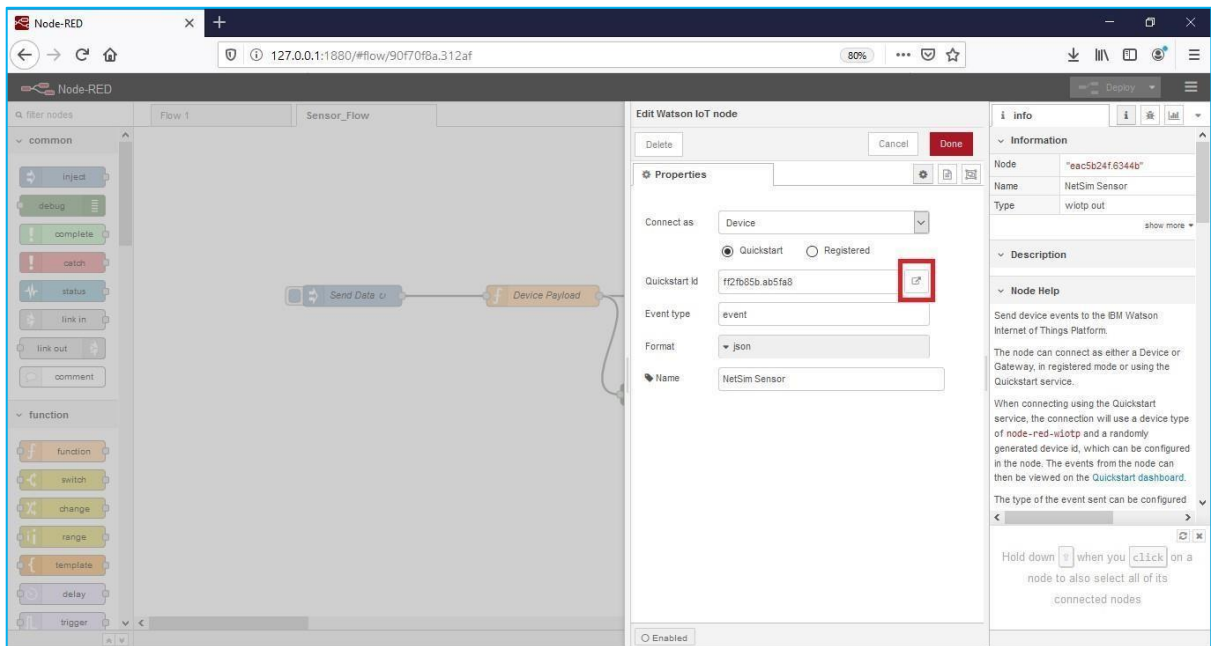 Node-RED
127.0.0.1:1880/#flow/90f70f8a.312af
80%
Node-RED
Deploy
filter nodes
common
inject
debug
complete
catch
status
link in
link out
comment
function
function
switch
change
range
template
delay
trigger
Flow 1
Sensor_Flow
Send Data ↻
Device Payload
Edit Watson IoT node
Delete
Cancel
Done
Properties
Connect as
Device
Quickstart
Registered
Quickstart Id
ff2fb85b.ab5fa8
Event type
event
Format
json
Name
NetSim Sensor
Enabled
i info
i
Information
Node "eac5b24f.6344b"
Name NetSim Sensor
Type wiotp out
show more
Description
Node Help
Send device events to the IBM Watson
Internet of Things Platform.
The node can connect as either a Device or
Gateway, in registered mode or using the
Quickstart service.
When connecting using the Quickstart
service, the connection will use a device type
of node-red-wiotp and a randomly
generated device id, which can be configured
in the node. The events from the node can
then be viewed on the Quickstart dashboard.
The type of the event sent can be configured
Hold down ⇧ when you click on a
node to also select all of its
connected nodes